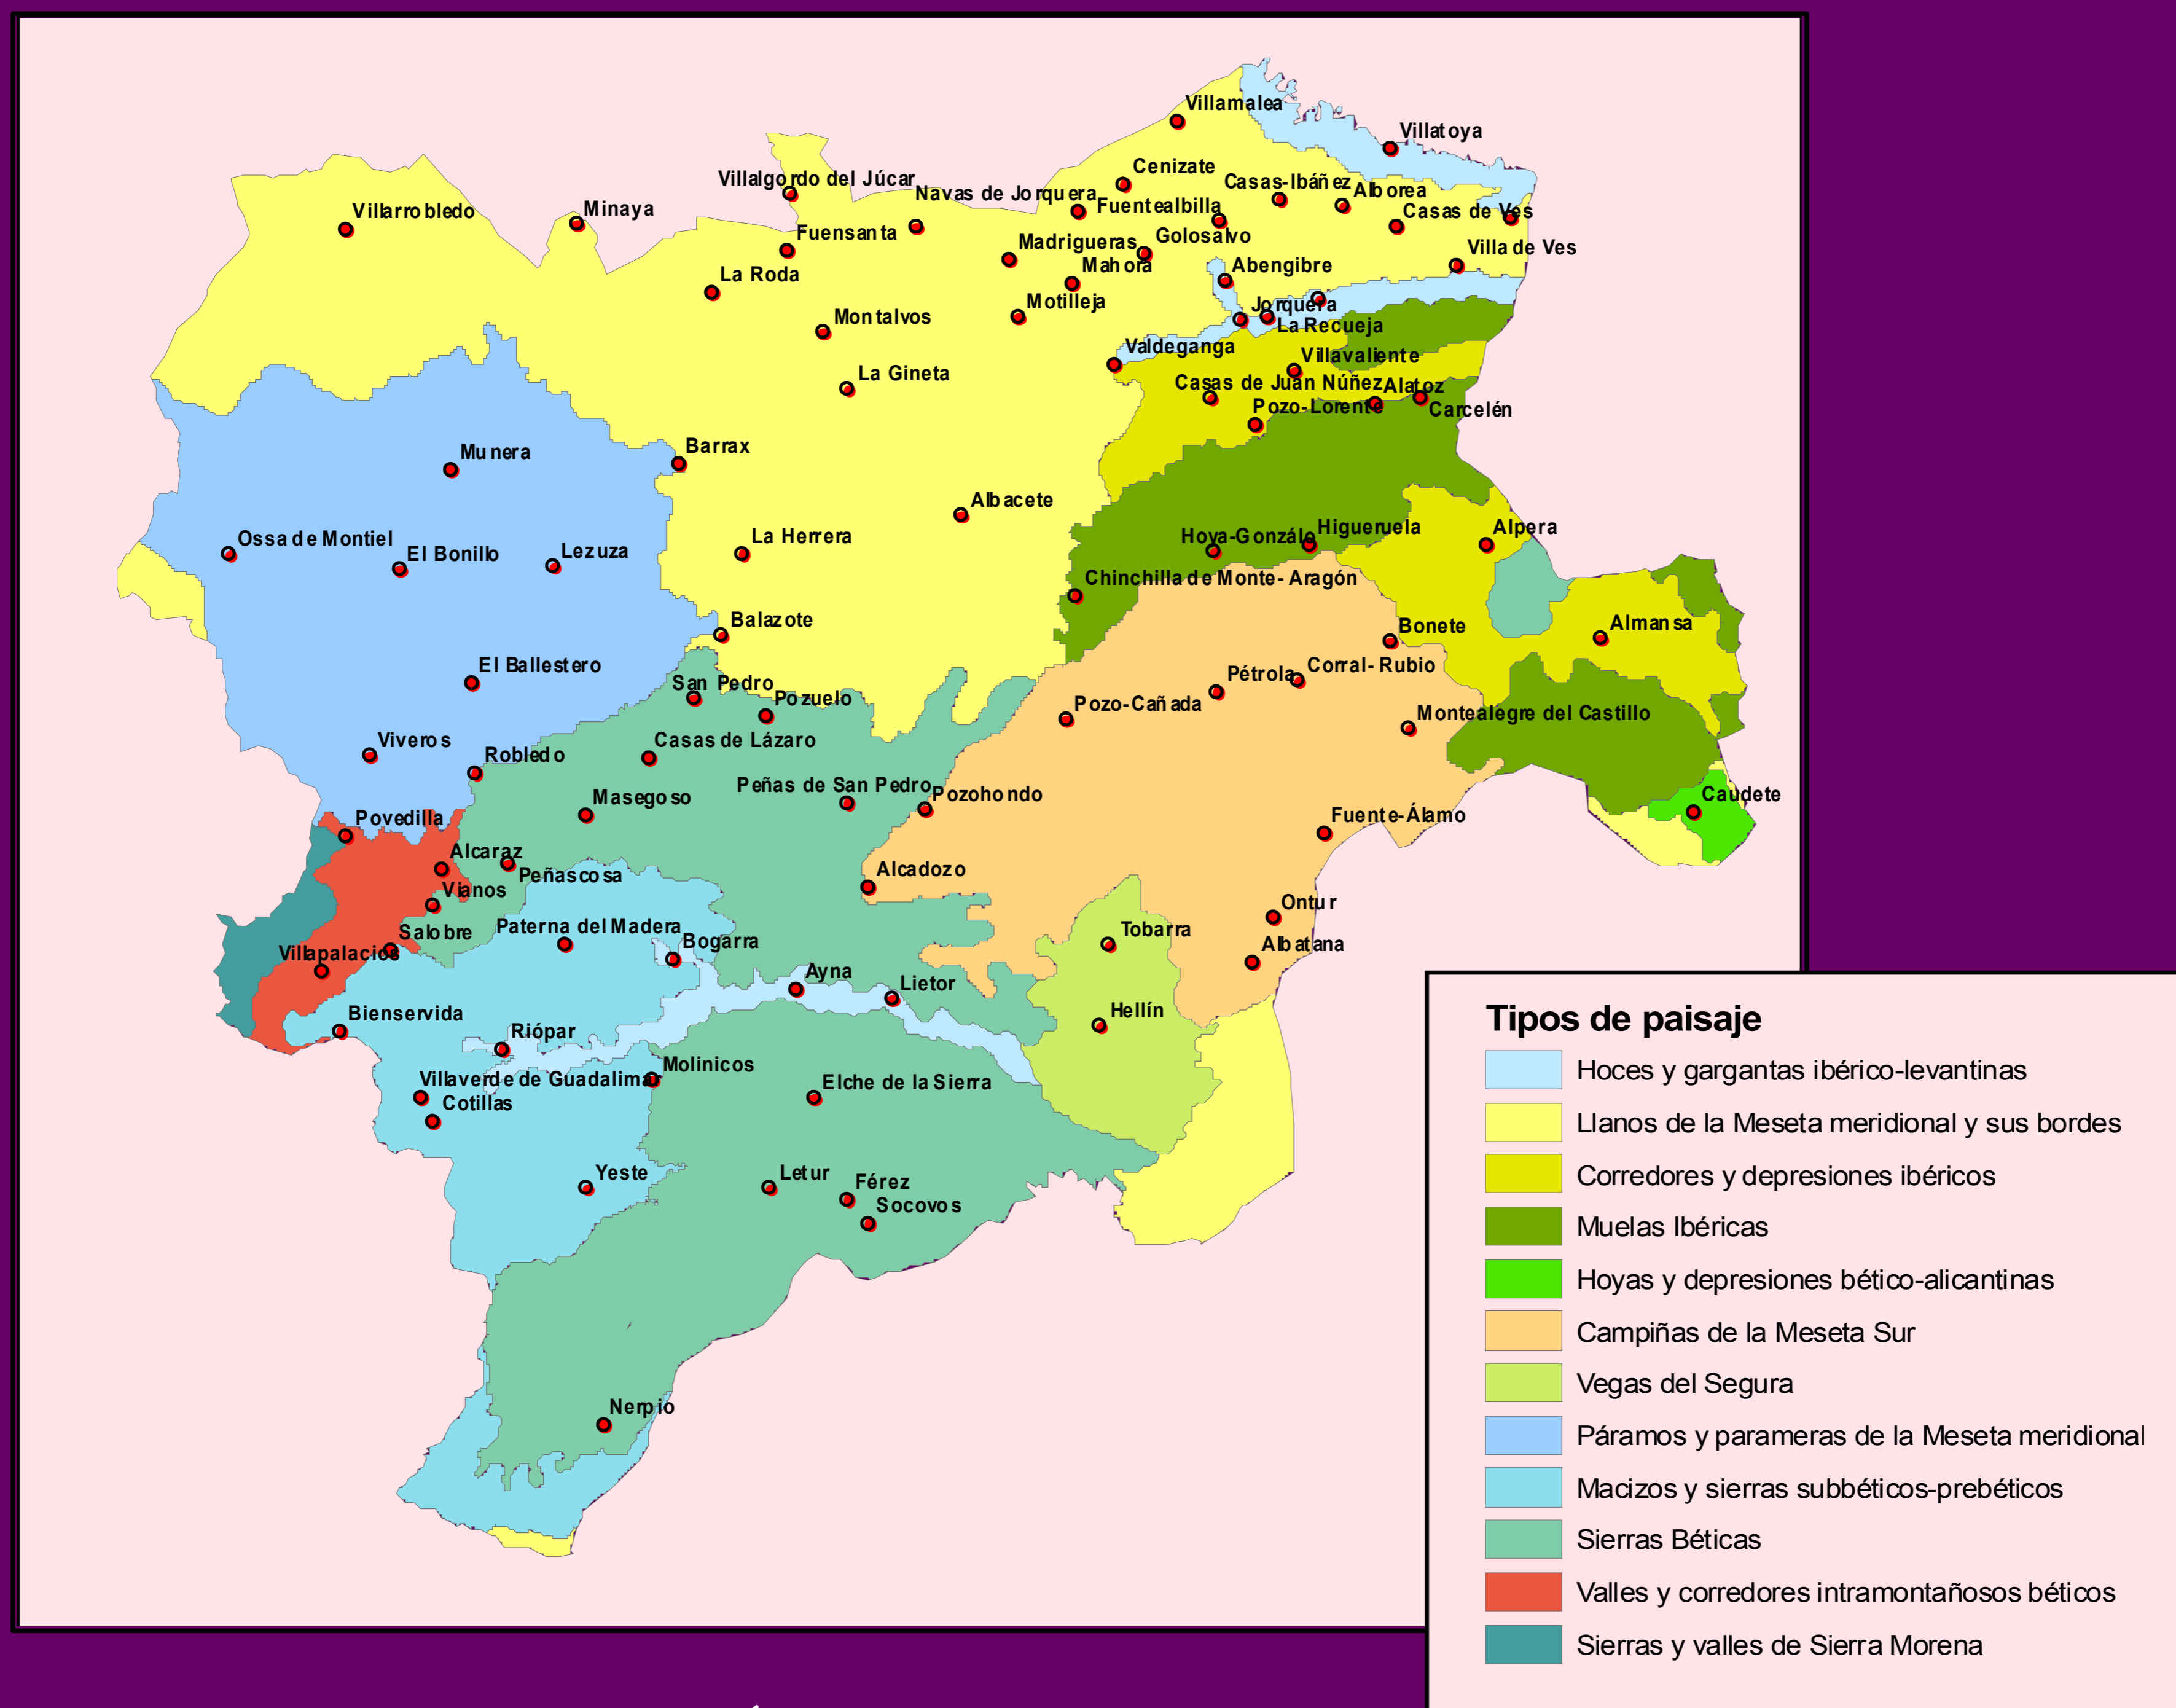 Villamalea
Villatoya
Cenizate
Villalgordo del Júcar
Casas-Ibáñez
Alborea
Navas de Jorquera
Fuentealbilla
Villarrobledo
Minaya
Casas de Ves
Fuensanta
Madrigueras
Golosalvo
Villa de Ves
La Roda
Mahora
Abengibre
Motilleja
Jorquera
Montalvos
La Recueja
Valdeganga
Villavaliente
La Gineta
Casas de Juan Núñez
Alatoz
Pozo-Lorente
Carcelén
Munera
Barrax
Albacete
Ossa de Montiel
El Bonillo
Lezuza
La Herrera
Hoya-Gonzalo
Higueruela
Alpera
Chinchilla de Monte-Aragón
Balazote
Bonete
Almansa
El Ballestero
San Pedro
Pozuelo
Pétrola
Corral-Rubio
Pozo-Cañada
Montealegre del Castillo
Viveros
Robledo
Casas de Lázaro
Masegoso
Peñas de San Pedro
Pozohondo
Caudete
Povedilla
Fuente-Álamo
Alcaraz
Peñascosa
Alcadozo
Vianos
Ontur
Salobre
Paterna del Madera
Bogarra
Tobarra
Albatana
Villapalacios
Ayna
Lietor
Bienservida
Riópar
Hellín
Molinicos
Villaverde de Guadalimar
Elche de la Sierra
Cotillas
Yeste
Letur
Férez
Socovos
Nerpio
Tipos de paisaje
Hoces y gargantas ibérico-levantinas
Llanos de la Meseta meridional y sus bordes
Corredores y depresiones ibéricos
Muelas Ibéricas
Hoyas y depresiones bético-alicantinas
Campiñas de la Meseta Sur
Vegas del Segura
Páramos y parameras de la Meseta meridional
Macizos y sierras subbéticos-prebéticos
Sierras Béticas
Valles y corredores intramontañosos béticos
Sierras y valles de Sierra Morena